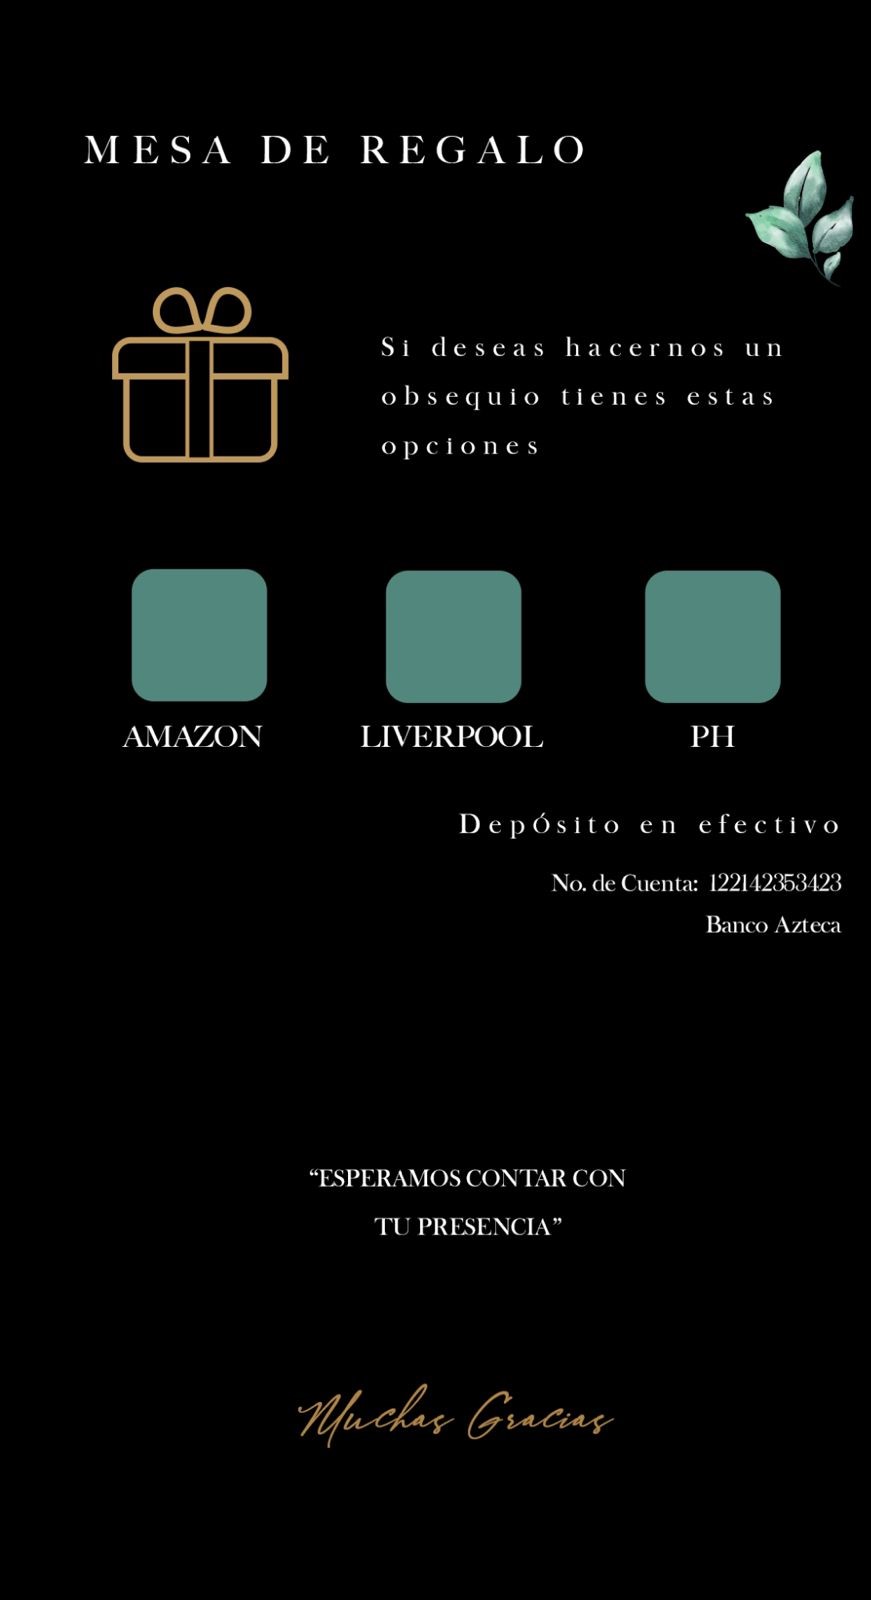 MESA DE REGALO
Si deseas hacernos un
obsequio tienes estas
opciones
AMAZON
LIVERPOOL
PH
Depósito en efectivo
No. de Cuenta: 122142353423
Banco Azteca
“ESPERAMOS CONTAR CON
TU PRESENCIA”
Muchas Gracias